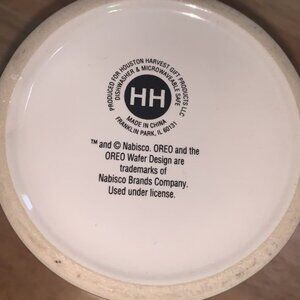 PRODUCED FOR HOUSTON HARVEST GIFT PRODUCTS LLC
DISHWASHER & MICROWAVEABLE SAFE
HH
MADE IN CHINA
FRANKLIN PARK, IL 60131
™ and © Nabisco. OREO and the
OREO Wafer Design are
trademarks of
Nabisco Brands Company.
Used under license.